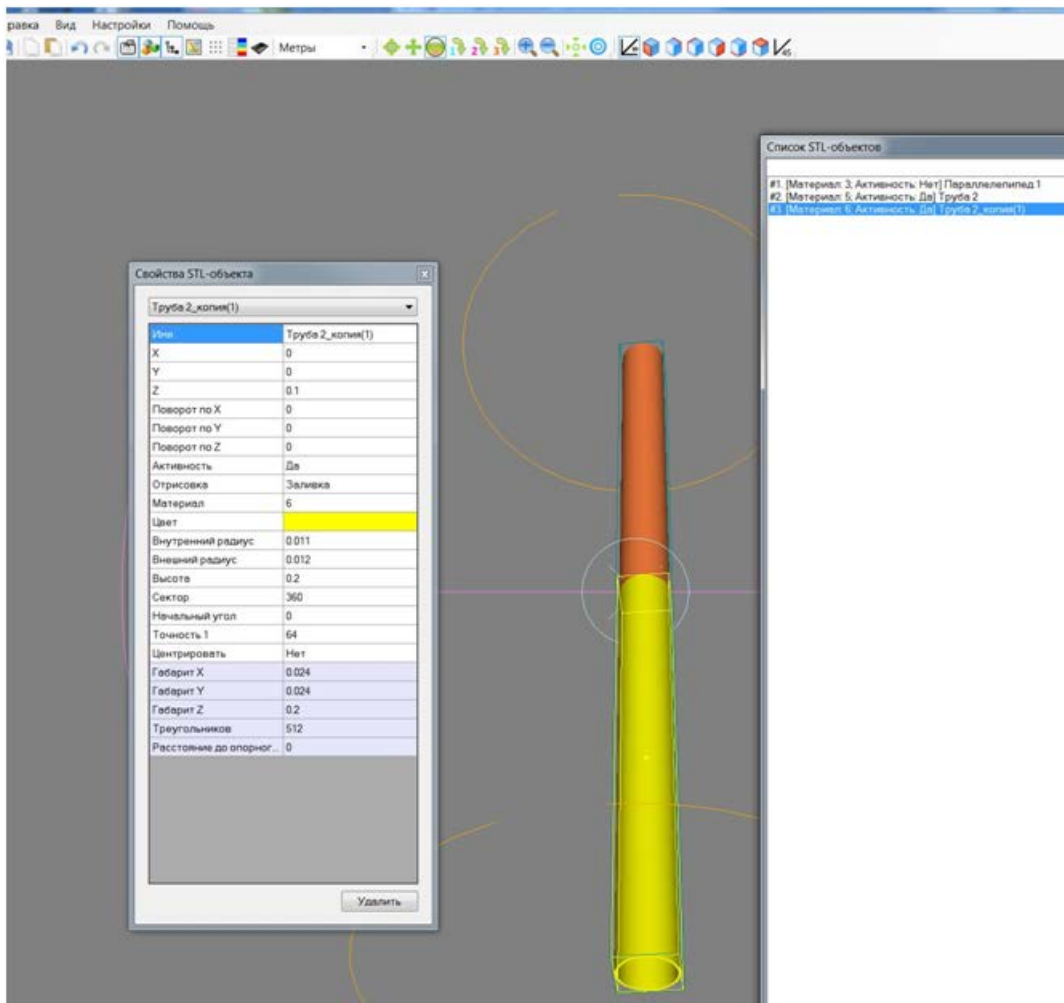 равка Вид Настройки Помощь
Метры
45
Список STL-объектов
#1. [Материал: 3; Активность: Нет] Параллелепипед 1
#2. [Материал: 5; Активность: Да] Труба 2
#3. [Материал: 6; Активность: Да] Труба 2_копия(1)
Свойства STL-объекта
Труба 2_копия(1)
Имя Труба 2_копия(1)
X 0
Y 0
Z 0.1
Поворот по X 0
Поворот по Y 0
Поворот по Z 0
Активность Да
Отрисовка Заливка
Материал 6
Цвет
Внутренний радиус 0.011
Внешний радиус 0.012
Высота 0.2
Сектор 360
Начальный угол 0
Точность 1 64
Центрировать Нет
Габарит X 0.024
Габарит Y 0.024
Габарит Z 0.2
Треугольников 512
Расстояние до опорног... 0
Удалить